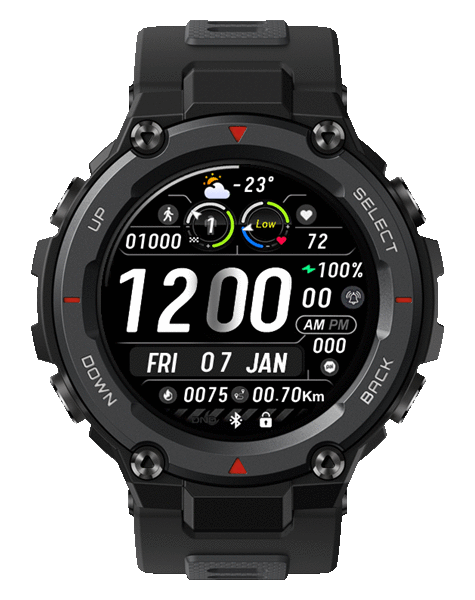 -23°
UP
SELECT
1
Low
01000
72
100%
1200
00
AM PM
000
FRI 07 JAN
DOWN
BACK
0075
00.70Km